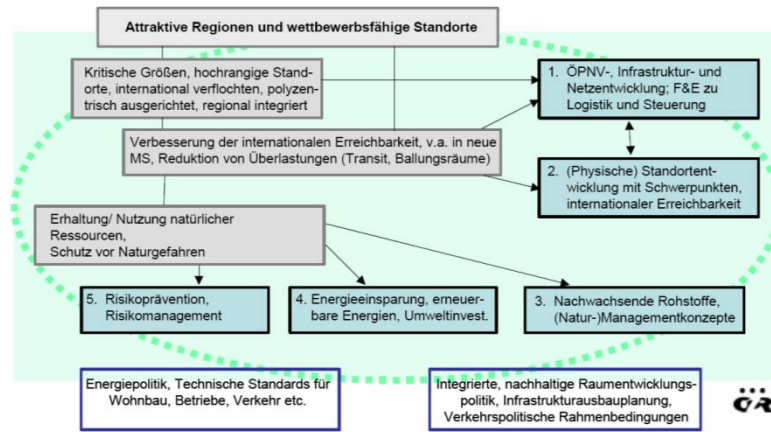 Attraktive Regionen und wettbewerbsfähige Standorte
Kritische Größen, hochrangige Stand-
orte, international verflochten, polyzen-
trisch ausgerichtet, regional integriert
1. ÖPNV-, Infrastruktur- und
Netzentwicklung; F&E zu
Logistik und Steuerung
Verbesserung der internationalen Erreichbarkeit, v.a. in neue
MS, Reduktion von Überlastungen (Transit, Ballungsräume)
2. (Physische) Standortent-
wicklung mit Schwerpunkten,
internationaler Erreichbarkeit
Erhaltung/ Nutzung natürlicher
Ressourcen,
Schutz vor Naturgefahren
5. Risikoprävention,
Risikomanagement
4. Energieeinsparung, erneuer-
bare Energien, Umweltinvest.
3. Nachwachsende Rohstoffe,
(Natur-)Managementkonzepte
Energiepolitik, Technische Standards für
Wohnbau, Betriebe, Verkehr etc.
Integrierte, nachhaltige Raumentwicklungs-
politik, Infrastrukturausbauplanung,
Verkehrspolitische Rahmenbedingungen